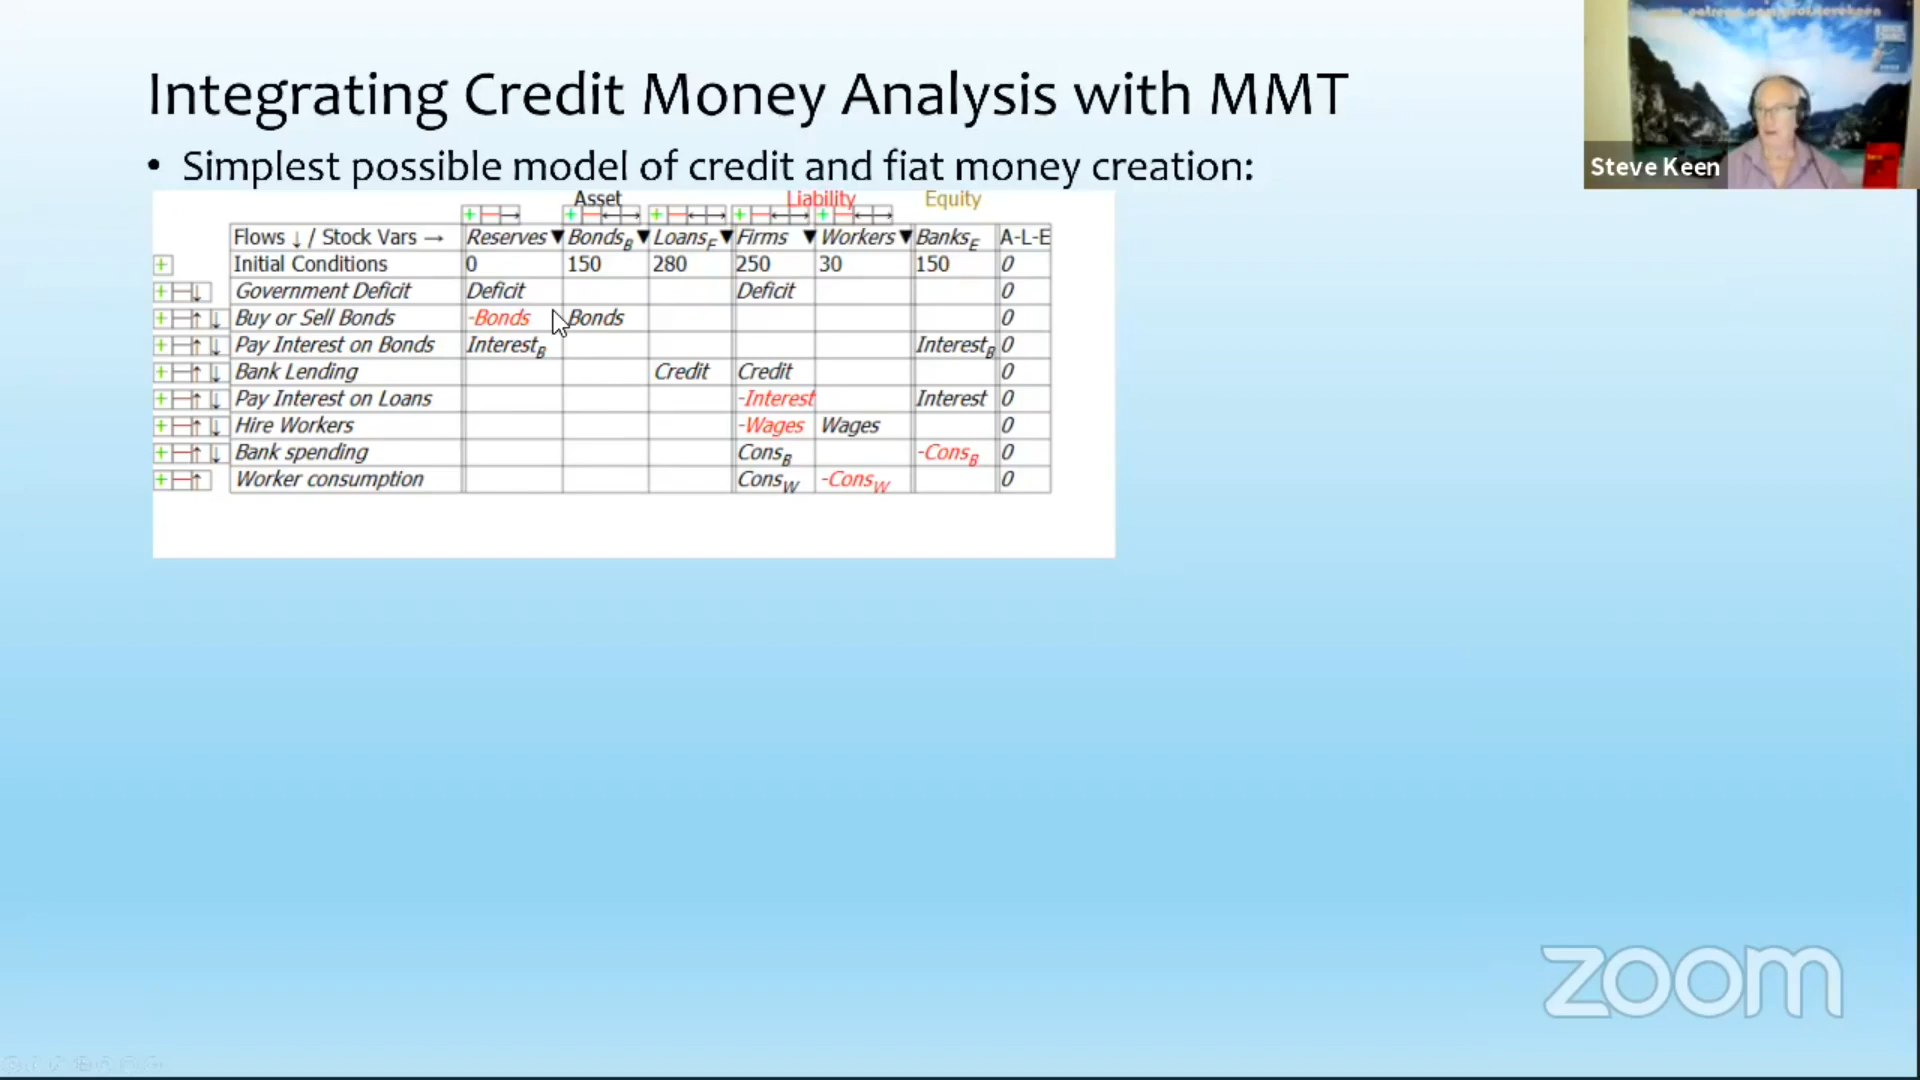 Integrating Credit Money Analysis with MMT
• Simplest possible model of credit and fiat money creation:
Asset Liability Equity
Flows ↓ / Stock Vars → Reserves ▼ Bonds_B ▼ Loans_F ▼ Firms ▼ Workers ▼ Banks_E A-L-E
Initial Conditions 0 150 280 250 30 150 0
Government Deficit Deficit Deficit 0
Buy or Sell Bonds -Bonds Bonds 0
Pay Interest on Bonds Interest_B Interest_B 0
Bank Lending Credit Credit 0
Pay Interest on Loans -Interest Interest 0
Hire Workers -Wages Wages 0
Bank spending Cons_B -Cons_B 0
Worker consumption Cons_W -Cons_W 0
Steve Keen
zoom